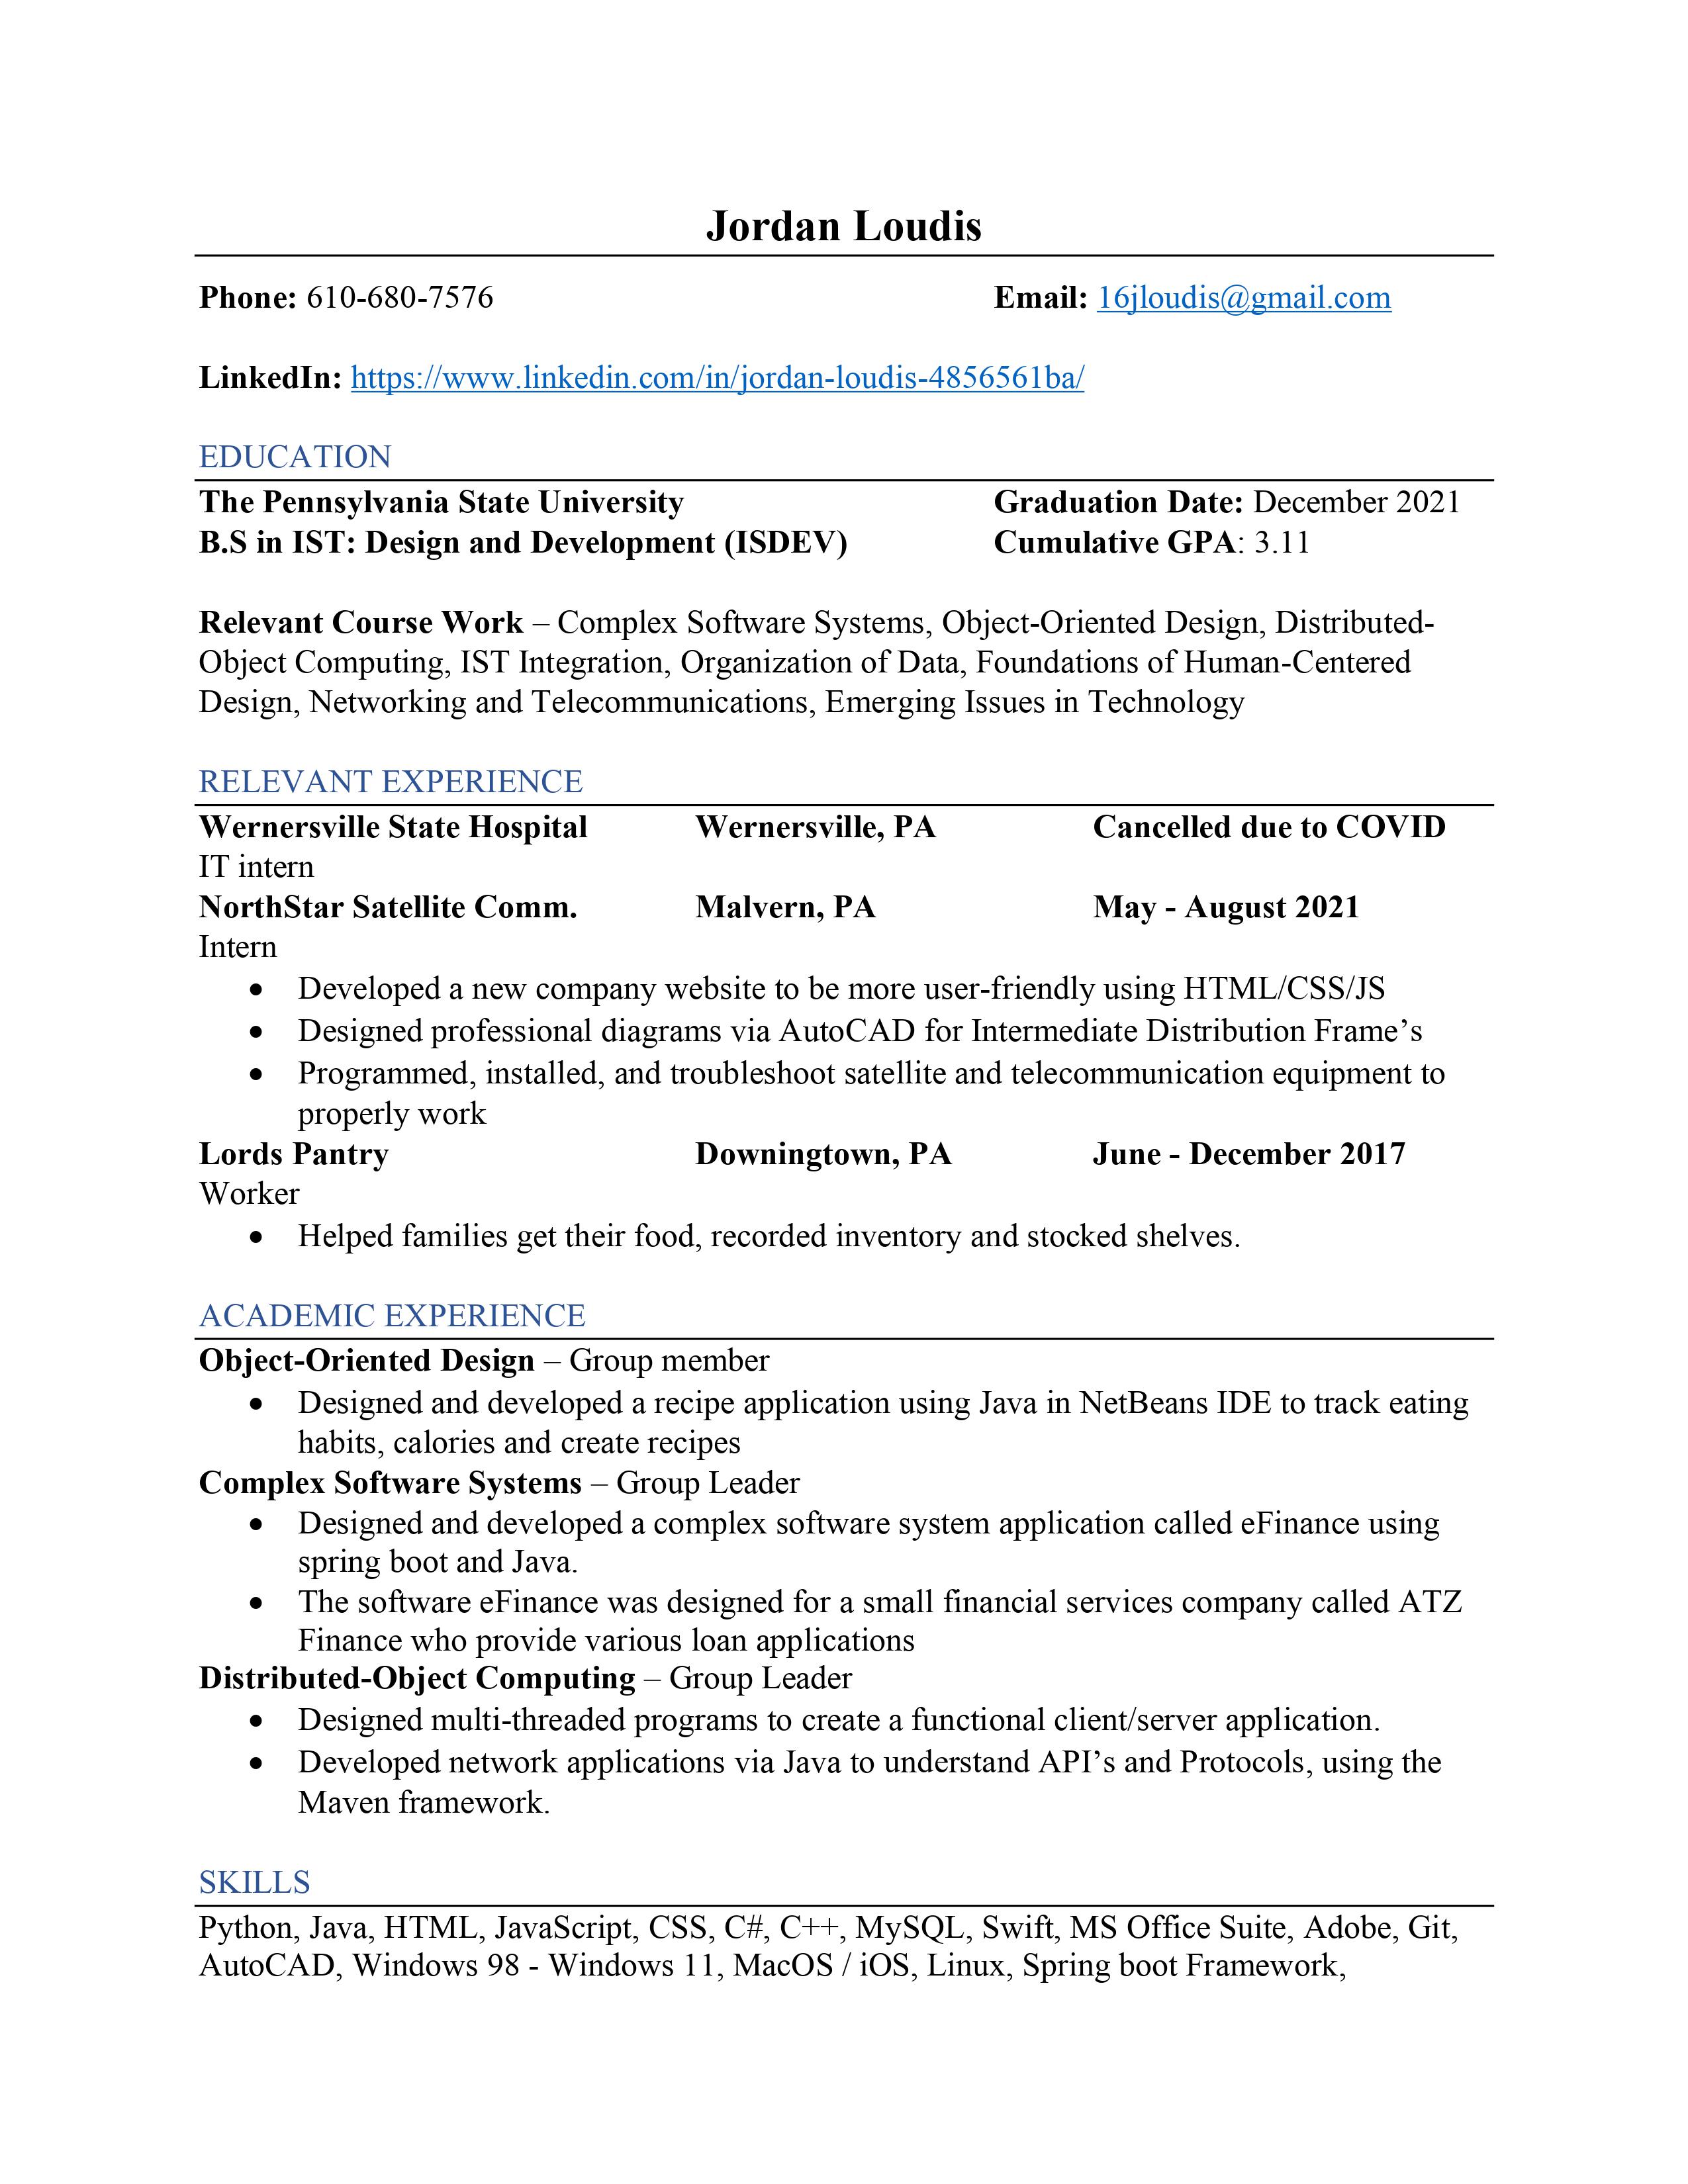 Jordan Loudis
Phone: 610-680-7576 Email: 16jloudis@gmail.com
LinkedIn: https://www.linkedin.com/in/jordan-loudis-4856561ba/
EDUCATION
The Pennsylvania State University Graduation Date: December 2021
B.S in IST: Design and Development (ISDEV) Cumulative GPA: 3.11
Relevant Course Work – Complex Software Systems, Object-Oriented Design, Distributed-
Object Computing, IST Integration, Organization of Data, Foundations of Human-Centered
Design, Networking and Telecommunications, Emerging Issues in Technology
RELEVANT EXPERIENCE
Wernersville State Hospital Wernersville, PA Cancelled due to COVID
IT intern
NorthStar Satellite Comm. Malvern, PA May - August 2021
Intern
• Developed a new company website to be more user-friendly using HTML/CSS/JS
• Designed professional diagrams via AutoCAD for Intermediate Distribution Frame’s
• Programmed, installed, and troubleshoot satellite and telecommunication equipment to
properly work
Lords Pantry Downingtown, PA June - December 2017
Worker
• Helped families get their food, recorded inventory and stocked shelves.
ACADEMIC EXPERIENCE
Object-Oriented Design – Group member
• Designed and developed a recipe application using Java in NetBeans IDE to track eating
habits, calories and create recipes
Complex Software Systems – Group Leader
• Designed and developed a complex software system application called eFinance using
spring boot and Java.
• The software eFinance was designed for a small financial services company called ATZ
Finance who provide various loan applications
Distributed-Object Computing – Group Leader
• Designed multi-threaded programs to create a functional client/server application.
• Developed network applications via Java to understand API’s and Protocols, using the
Maven framework.
SKILLS
Python, Java, HTML, JavaScript, CSS, C#, C++, MySQL, Swift, MS Office Suite, Adobe, Git,
AutoCAD, Windows 98 - Windows 11, MacOS / iOS, Linux, Spring boot Framework,